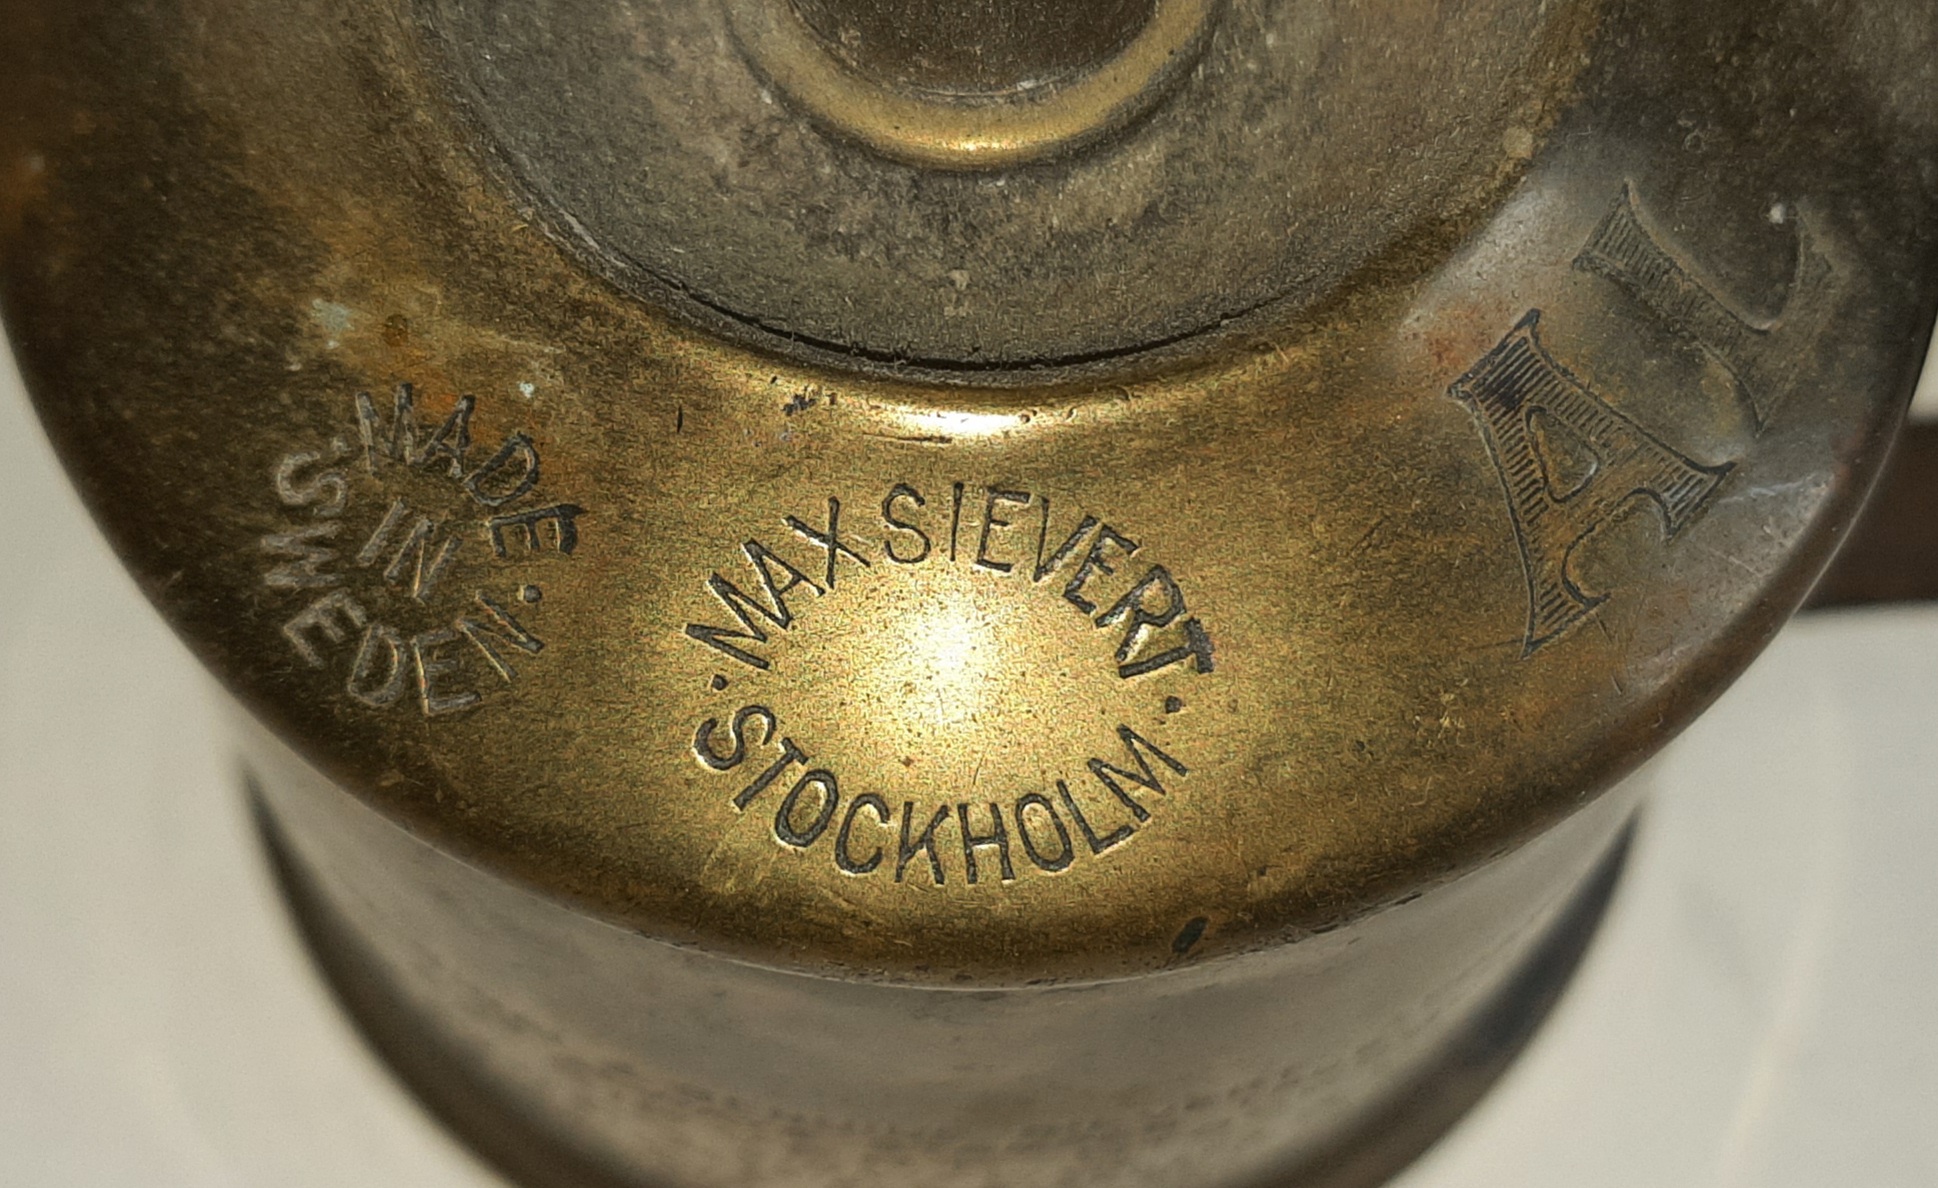 MADE
IN
SWEDEN
MAX SIEVERT
STOCKHOLM